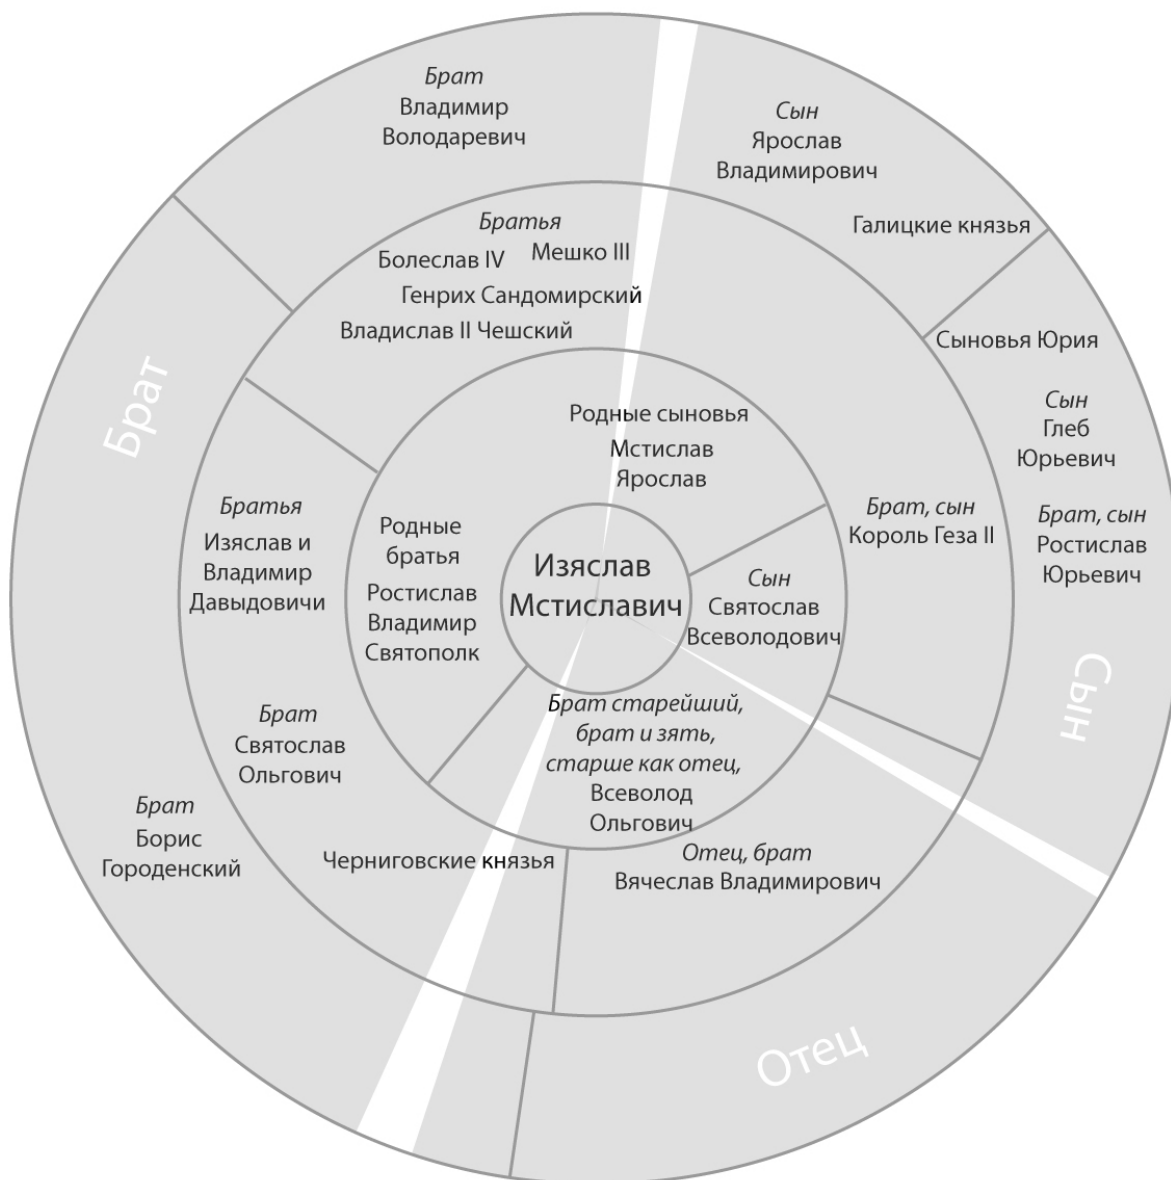 Брат
Владимир
Володаревич
Сын
Ярослав
Владимирович
Галицкие князья
Братья
Болеслав IV
Мешко III
Генрих Сандомирский
Владислав II Чешский
Сыновья Юрия
Сын
Глеб
Юрьевич
Брат, сын
Ростислав
Юрьевич
Брат
Родные сыновья
Мстислав
Ярослав
Братья
Изяслав и
Владимир
Давыдовичи
Родные
братья
Ростислав
Владимир
Святополк
Изяслав
Мстиславич
Сын
Святослав
Всеволодович
Брат, сын
Король Геза II
Сын
Брат старейший,
брат и зять,
старше как отец,
Всеволод
Ольгович
Брат
Святослав
Ольгович
Брат
Борис
Городенский
Черниговские князья
Отец, брат
Вячеслав Владимирович
Отец